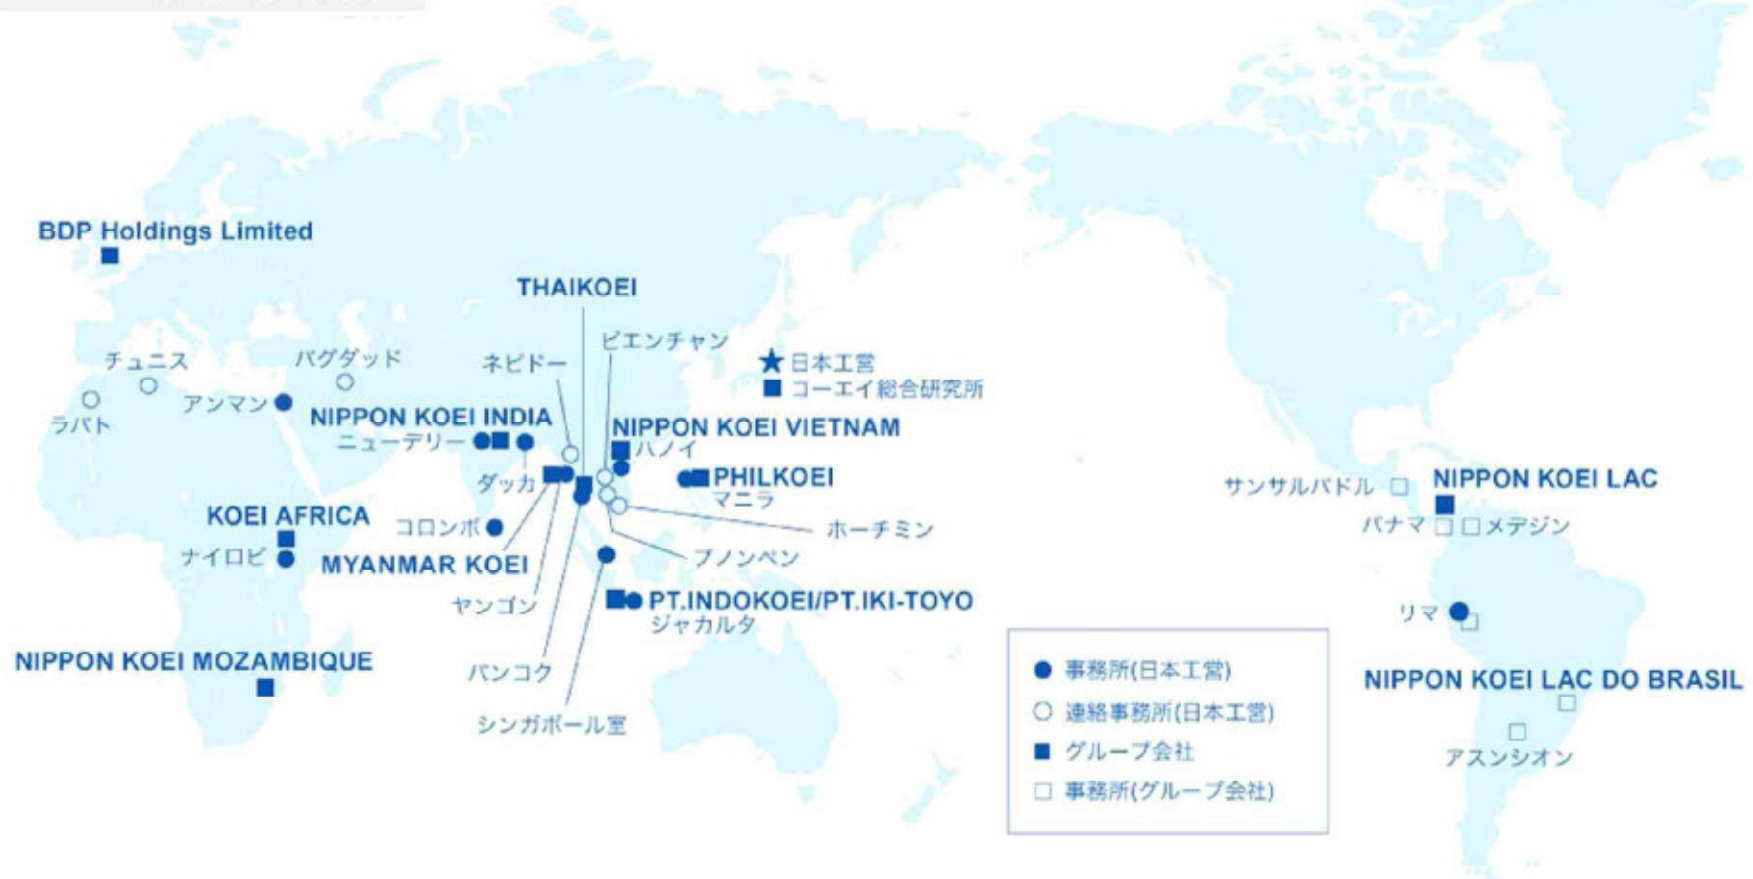 BDP Holdings Limited
THAIKOEI
ビエンチャン
ネピドー
チュニス
バグダッド
ラバト
アンマン
★日本工営
コーエイ総合研究所
NIPPON KOEI INDIA
ニューデリー
ダッカ
NIPPON KOEI VIETNAM
ハノイ
PHILKOEI
マニラ
ホーチミン
プノンペン
KOEI AFRICA
ナイロビ
コロンボ
MYANMAR KOEI
ヤンゴン
PT.INDOKOEI/PT.IKI-TOYO
ジャカルタ
バンコク
シンガポール室
NIPPON KOEI MOZAMBIQUE
サンサルバドル
NIPPON KOEI LAC
パナマ
メデジン
リマ
NIPPON KOEI LAC DO BRASIL
アスンシオン
● 事務所(日本工営)
○ 連絡事務所(日本工営)
■ グループ会社
□ 事務所(グループ会社)